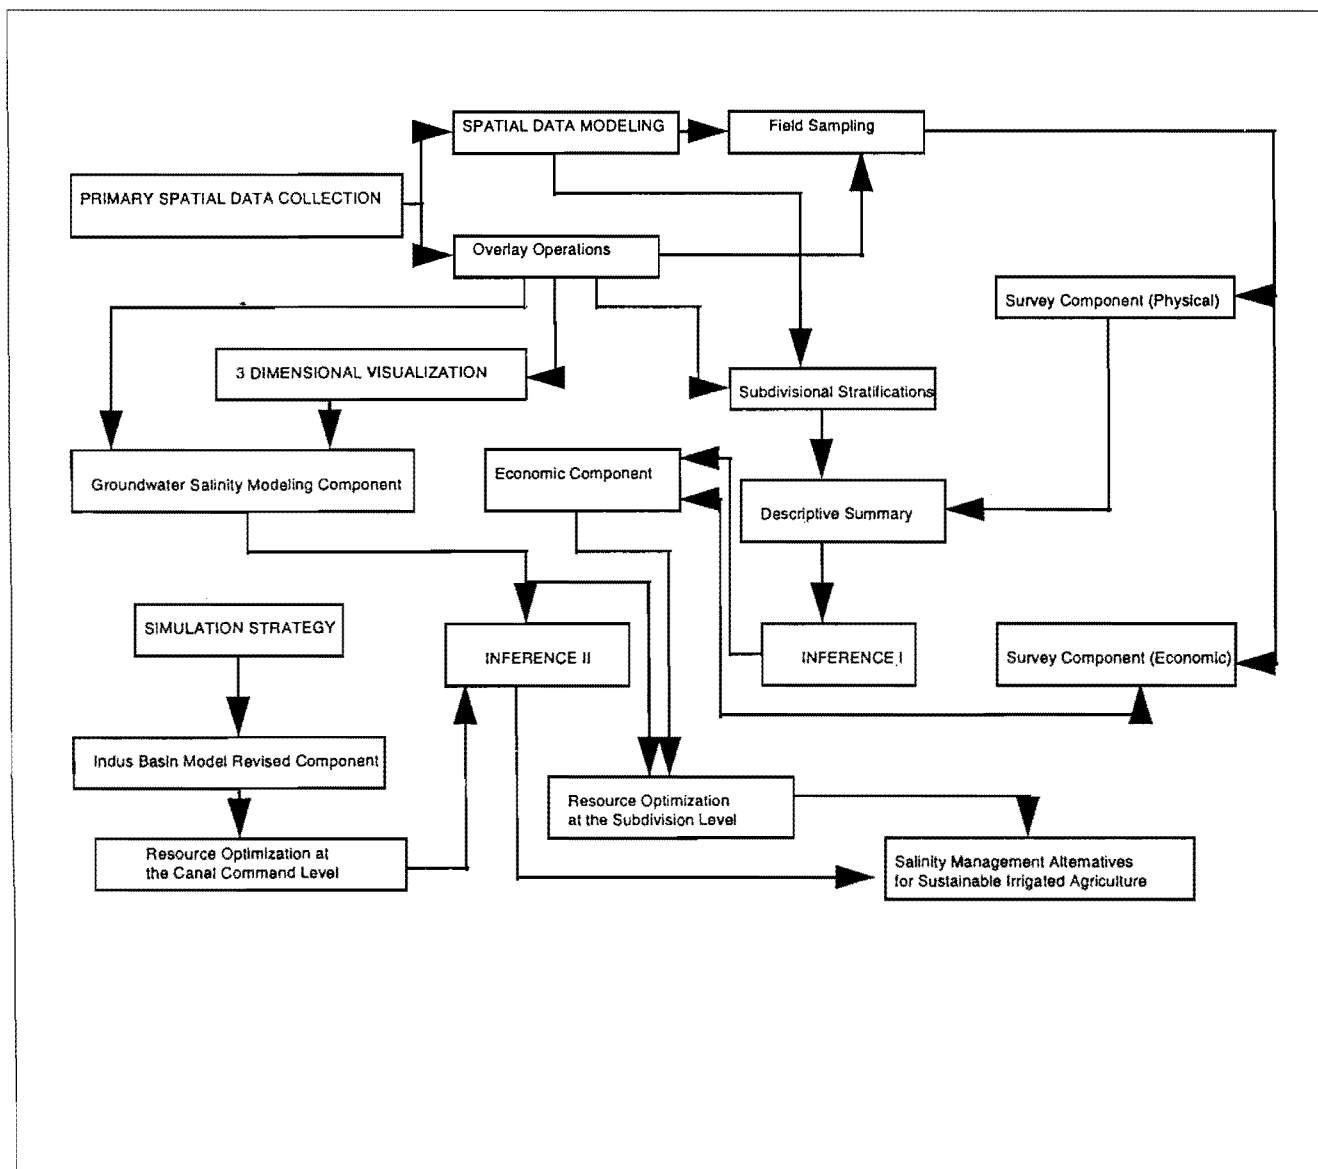 SPATIAL DATA MODELING
Field Sampling
PRIMARY SPATIAL DATA COLLECTION
Overlay Operations
Survey Component (Physical)
3 DIMENSIONAL VISUALIZATION
Subdivisional Stratifications
Economic Component
Groundwater Salinity Modeling Component
Descriptive Summary
SIMULATION STRATEGY
INFERENCE II
INFERENCE I
Survey Component (Economic)
Indus Basin Model Revised Component
Resource Optimization
at the Subdivision Level
Resource Optimization at
the Canal Command Level
Salinity Management Alternatives
for Sustainable Irrigated Agriculture